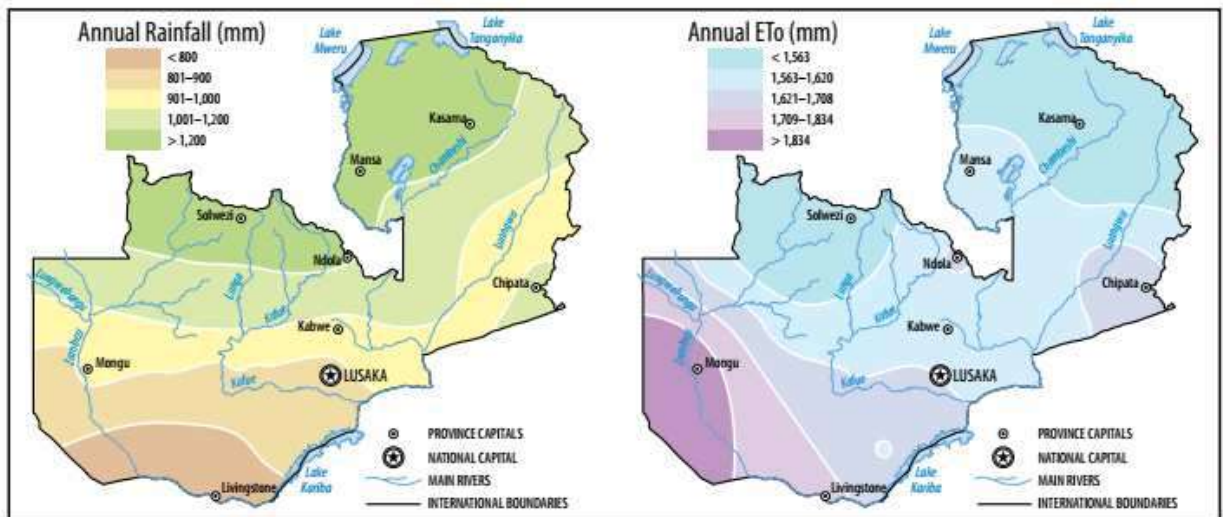 Annual Rainfall (mm)
< 800
801–900
901–1,000
1,001–1,200
> 1,200
Lake
Mweru
Lake
Tanganyika
Kasama
Chambeshi
Mansa
Solwezi
Luangwa
Ndola
Lunga
Chipata
Lungwebungu
Kafue
Kabwe
Zambezi
Mongu
LUSAKA
Kafue
Lake
Kariba
Livingstone
PROVINCE CAPITALS
NATIONAL CAPITAL
MAIN RIVERS
INTERNATIONAL BOUNDARIES
Annual ETo (mm)
< 1,563
1,563–1,620
1,621–1,708
1,709–1,834
> 1,834
Lake
Mweru
Lake
Tanganyika
Kasama
Chambeshi
Mansa
Solwezi
Luangwa
Ndola
Lunga
Chipata
Lungwebungu
Kafue
Kabwe
Zambezi
Mongu
LUSAKA
Kafue
Lake
Kariba
Livingstone
PROVINCE CAPITALS
NATIONAL CAPITAL
MAIN RIVERS
INTERNATIONAL BOUNDARIES